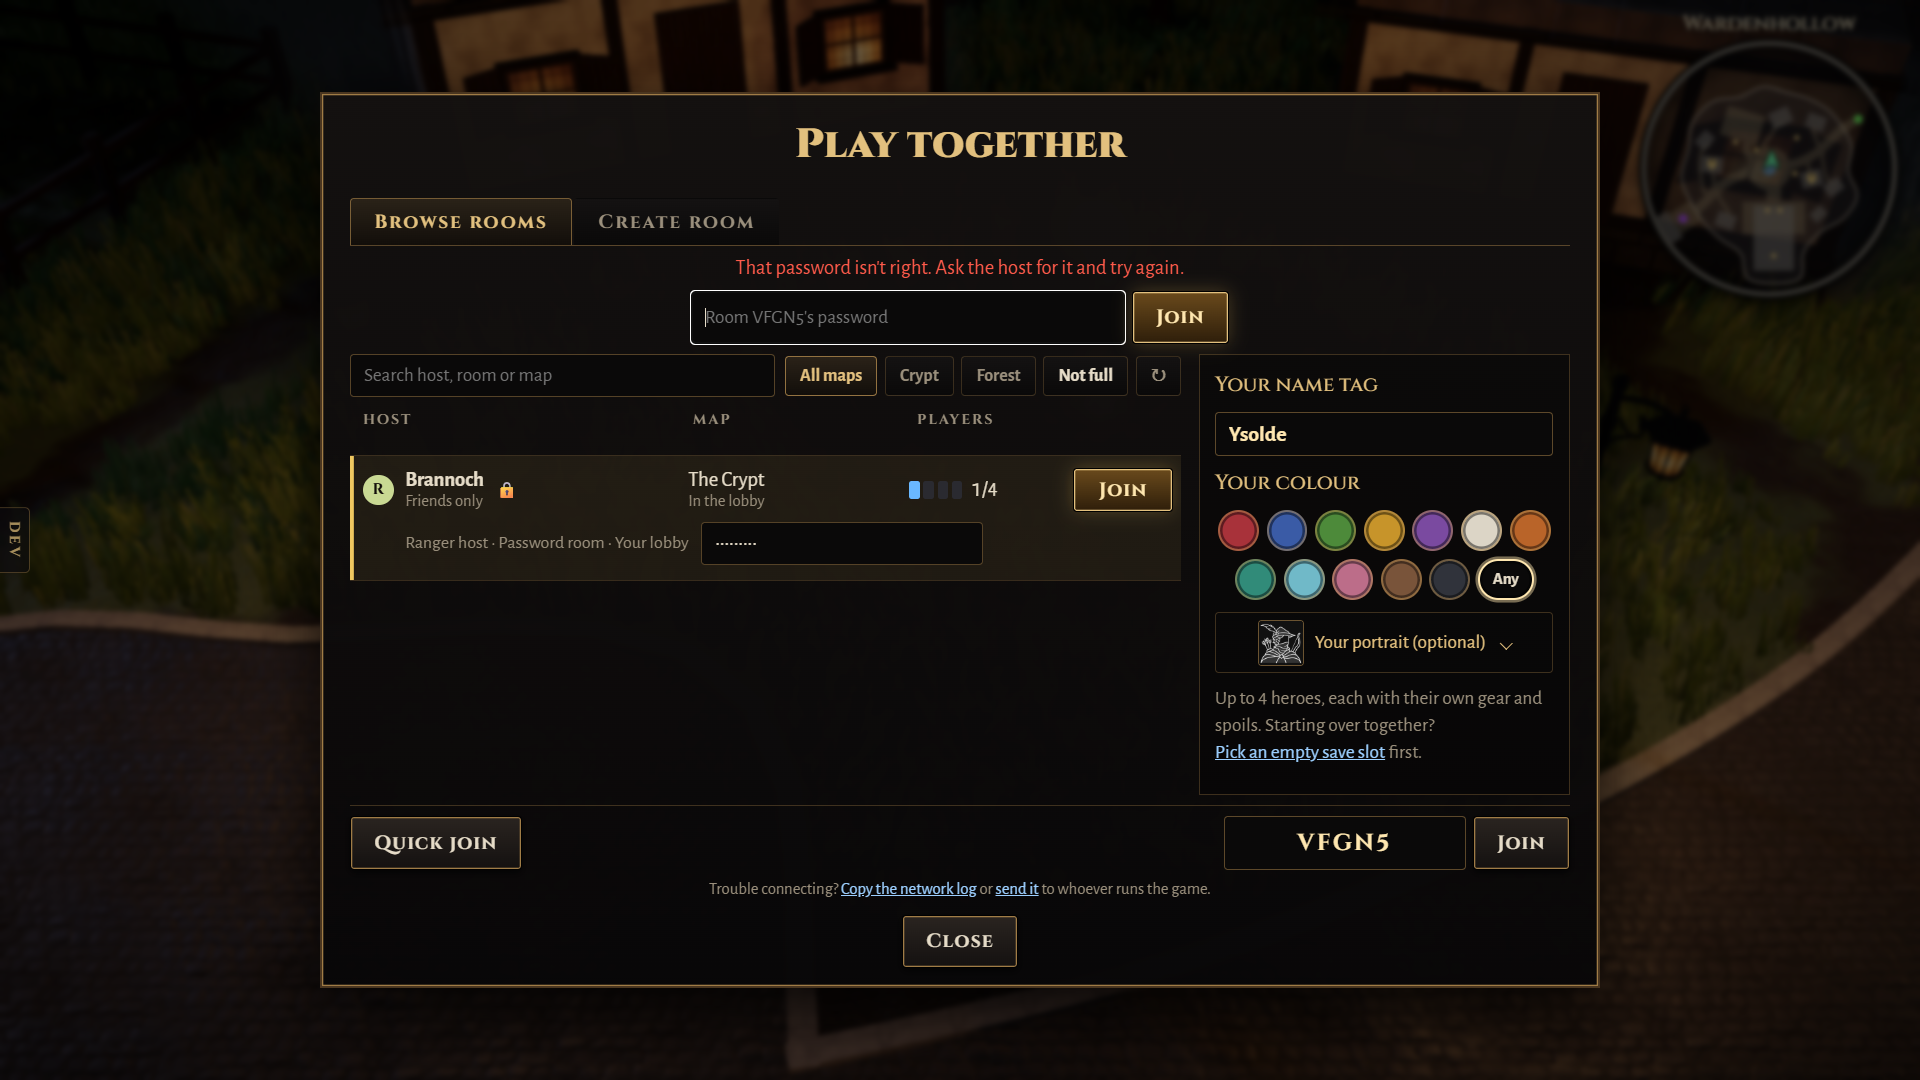 WARDENHOLLOW
PLAY TOGETHER
BROWSE ROOMS
CREATE ROOM
That password isn't right. Ask the host for it and try again.
Room VFGN5's password
JOIN
Search host, room or map
All maps
Crypt
Forest
Not full
↻
HOST
MAP
PLAYERS
R
Brannoch
Friends only
The Crypt
In the lobby
1/4
JOIN
Ranger host · Password room · Your lobby
·········
YOUR NAME TAG
Ysolde
YOUR COLOUR
Any
Your portrait (optional)
Up to 4 heroes, each with their own gear and
spoils. Starting over together?
Pick an empty save slot first.
DEV
QUICK JOIN
VFGN5
JOIN
Trouble connecting? Copy the network log or send it to whoever runs the game.
CLOSE